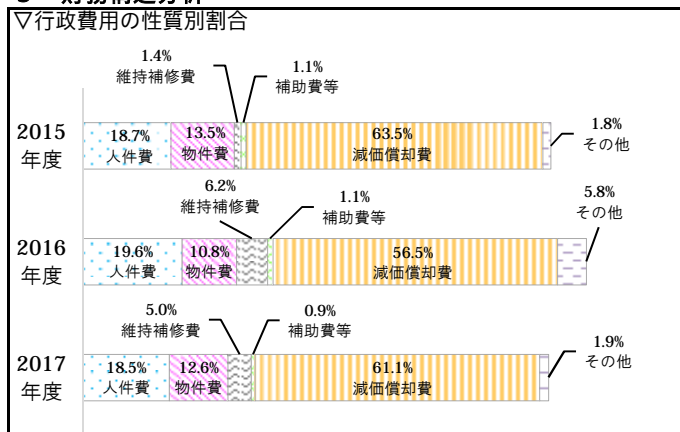 ▽行政費用の性質別割合
1.4%
維持補修費
1.1%
補助費等
2015
年度
18.7%
人件費
13.5%
物件費
63.5%
減価償却費
1.8%
その他
6.2%
維持補修費
1.1%
補助費等
5.8%
その他
2016
年度
19.6%
人件費
10.8%
物件費
56.5%
減価償却費
5.0%
維持補修費
0.9%
補助費等
2017
年度
18.5%
人件費
12.6%
物件費
61.1%
減価償却費
1.9%
その他